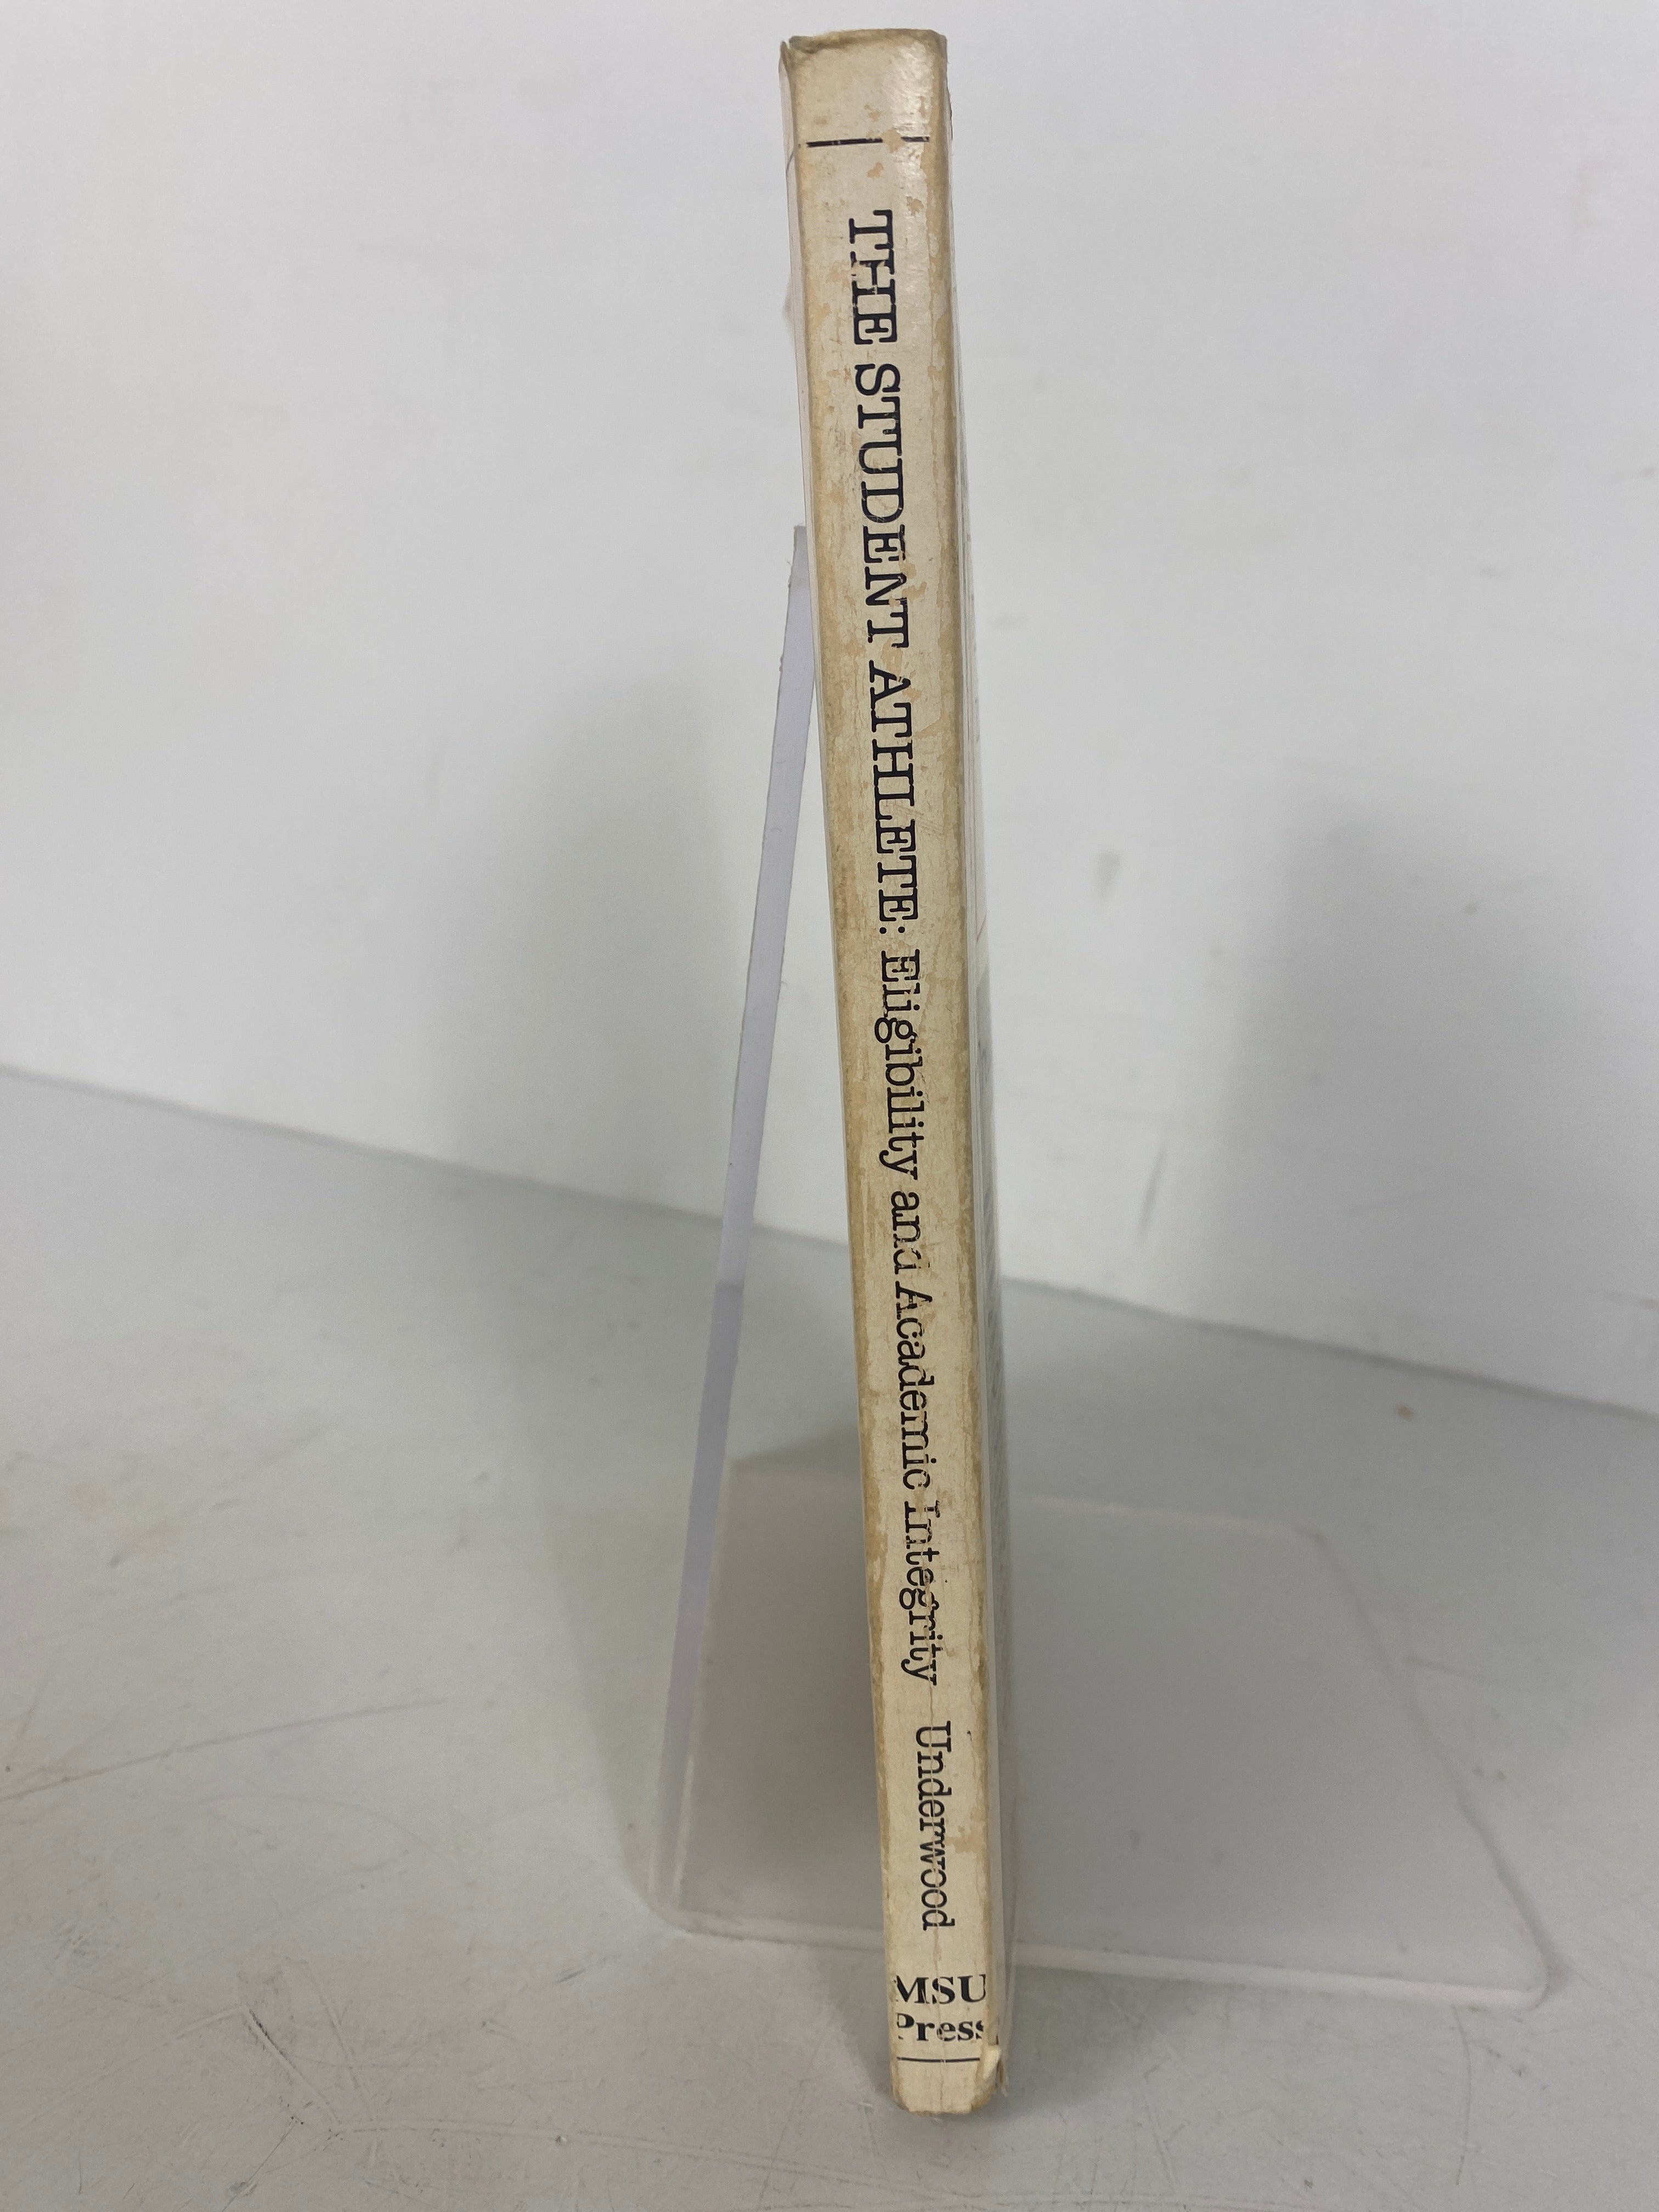 THE STUDENT ATHLETE: Eligibility and Academic Integrity Underwood
MSU
Press